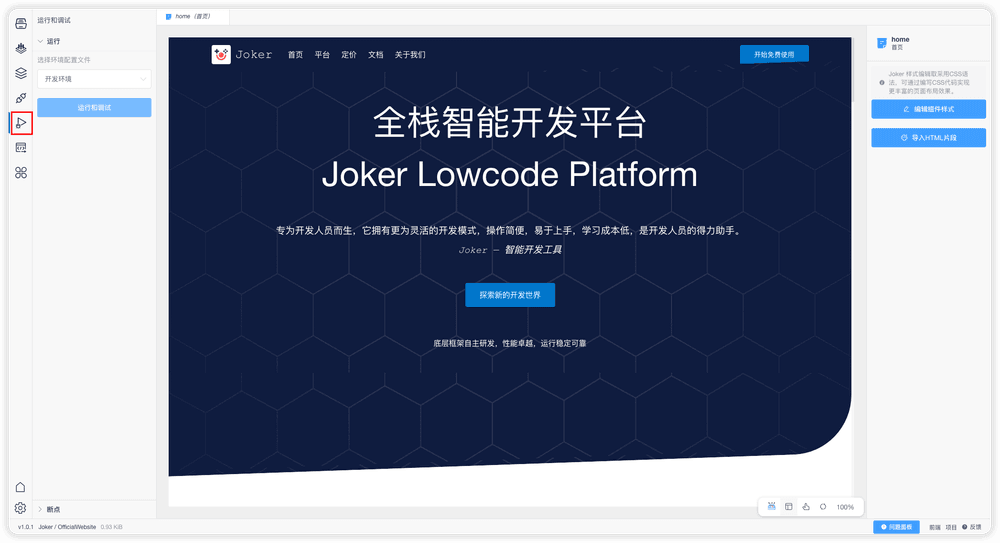 运行和调试
home（首页）
运行
选择环境配置文件
开发环境
运行和调试
Joker
首页
平台
定价
文档
关于我们
开始免费使用
全栈智能开发平台
Joker Lowcode Platform
专为开发人员而生，它拥有更为灵活的开发模式，操作简便，易于上手，学习成本低，是开发人员的得力助手。
Joker — 智能开发工具
探索新的开发世界
底层框架自主研发，性能卓越，运行稳定可靠
home
首页
Joker 样式编辑取采用CSS语
法，可通过编写CSS代码实现
更丰富的页面布局效果。
编辑组件样式
导入HTML片段
断点
100%
v1.0.1
Joker / OfficialWebsite
0.93 KiB
问题面板
前端
项目
反馈